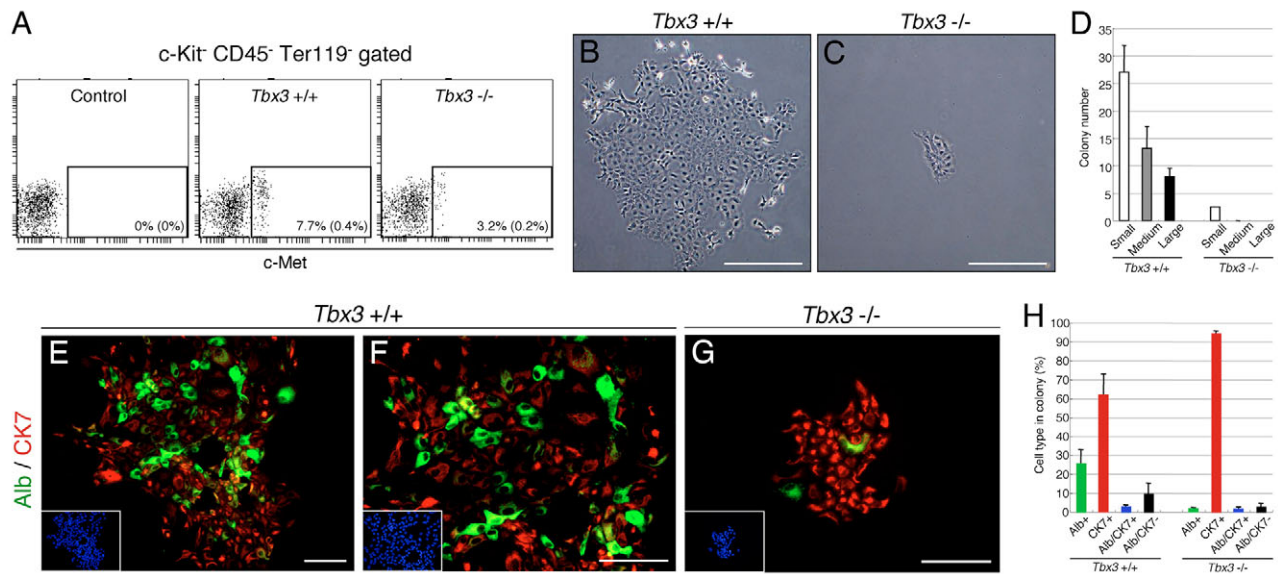 A
c-Kit- CD45- Ter119- gated
Control
Tbx3 +/+
Tbx3 -/-
0% (0%)
7.7% (0.4%)
3.2% (0.2%)
c-Met
Tbx3 +/+
Tbx3 -/-
B
C
D
Colony number
35
30
25
20
15
10
5
0
Small
Medium
Large
Small
Medium
Large
Tbx3 +/+
Tbx3 -/-
Tbx3 +/+
Tbx3 -/-
Alb / CK7
E
F
G
H
Cell type in colony (%)
100
90
80
70
60
50
40
30
20
10
0
Alb+
CK7+
Alb/CK7+
Alb/CK7-
Alb+
CK7+
Alb/CK7+
Alb/CK7-
Tbx3 +/+
Tbx3 -/-